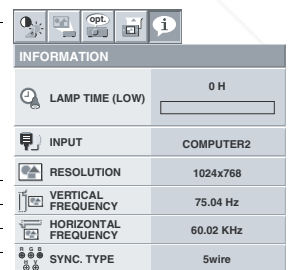 opt.
INFORMATION
LAMP TIME (LOW)
0 H
INPUT
COMPUTER2
RESOLUTION
1024x768
VERTICAL
FREQUENCY
75.04 Hz
HORIZONTAL
FREQUENCY
60.02 KHz
R G B
H V
SYNC. TYPE
5wire